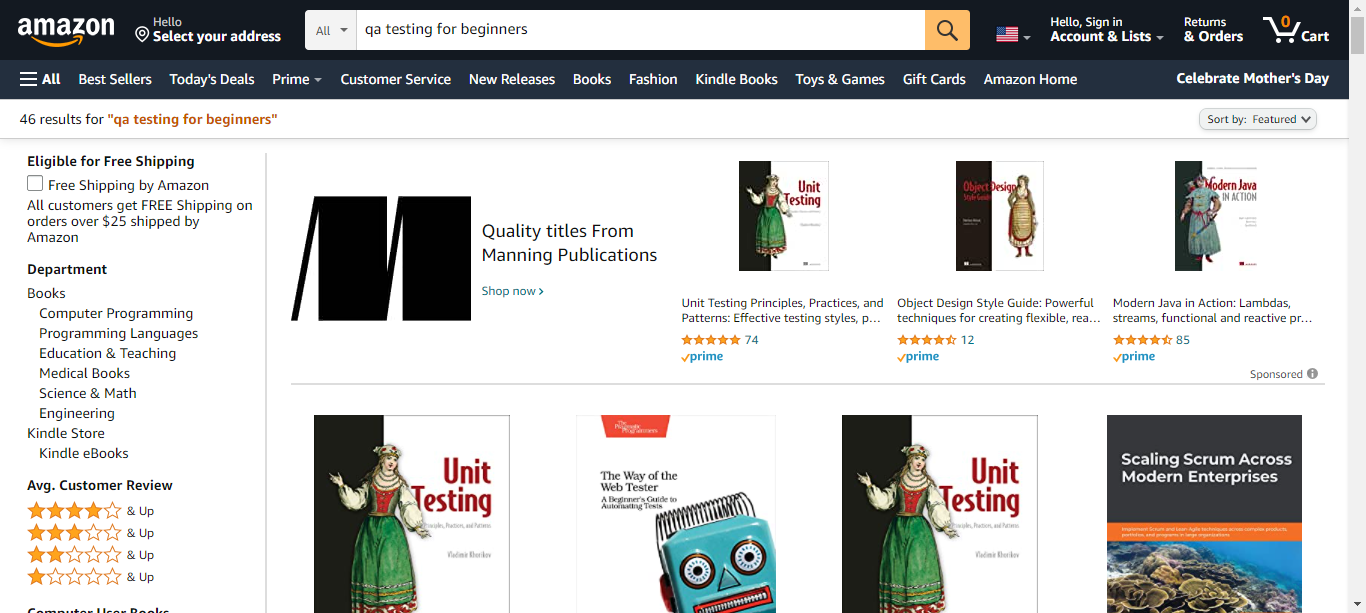 amazon
Hello
Select your address
All
qa testing for beginners
Hello, Sign in
Account & Lists
Returns
& Orders
0
Cart
All
Best Sellers
Today's Deals
Prime
Customer Service
New Releases
Books
Fashion
Kindle Books
Toys & Games
Gift Cards
Amazon Home
Celebrate Mother's Day
46 results for "qa testing for beginners"
Sort by: Featured
Eligible for Free Shipping
Free Shipping by Amazon
All customers get FREE Shipping on
orders over $25 shipped by
Amazon
Department
Books
Computer Programming
Programming Languages
Education & Teaching
Medical Books
Science & Math
Engineering
Kindle Store
Kindle eBooks
Avg. Customer Review
& Up
& Up
& Up
& Up
Computer User Books
Quality titles From
Manning Publications
Shop now
Unit
Testing
Unit Testing Principles, Practices, and
Patterns: Effective testing styles, p...
74
prime
Object Design
Style Guide
Object Design Style Guide: Powerful
techniques for creating flexible, rea...
12
prime
Modern Java
IN ACTION
Modern Java in Action: Lambdas,
streams, functional and reactive pr...
85
prime
Sponsored
Unit
Testing
Principles, Practices, and Patterns
Vladimir Khorikov
The
Pragmatic
Programmers
The Way of the
Web Tester
A Beginner's Guide to
Automating Tests
Unit
Testing
Principles, Practices, and Patterns
Vladimir Khorikov
Scaling Scrum Across
Modern Enterprises
Implement Scrum and Lean-Agile techniques across complex products,
portfolios, and programs in large organizations